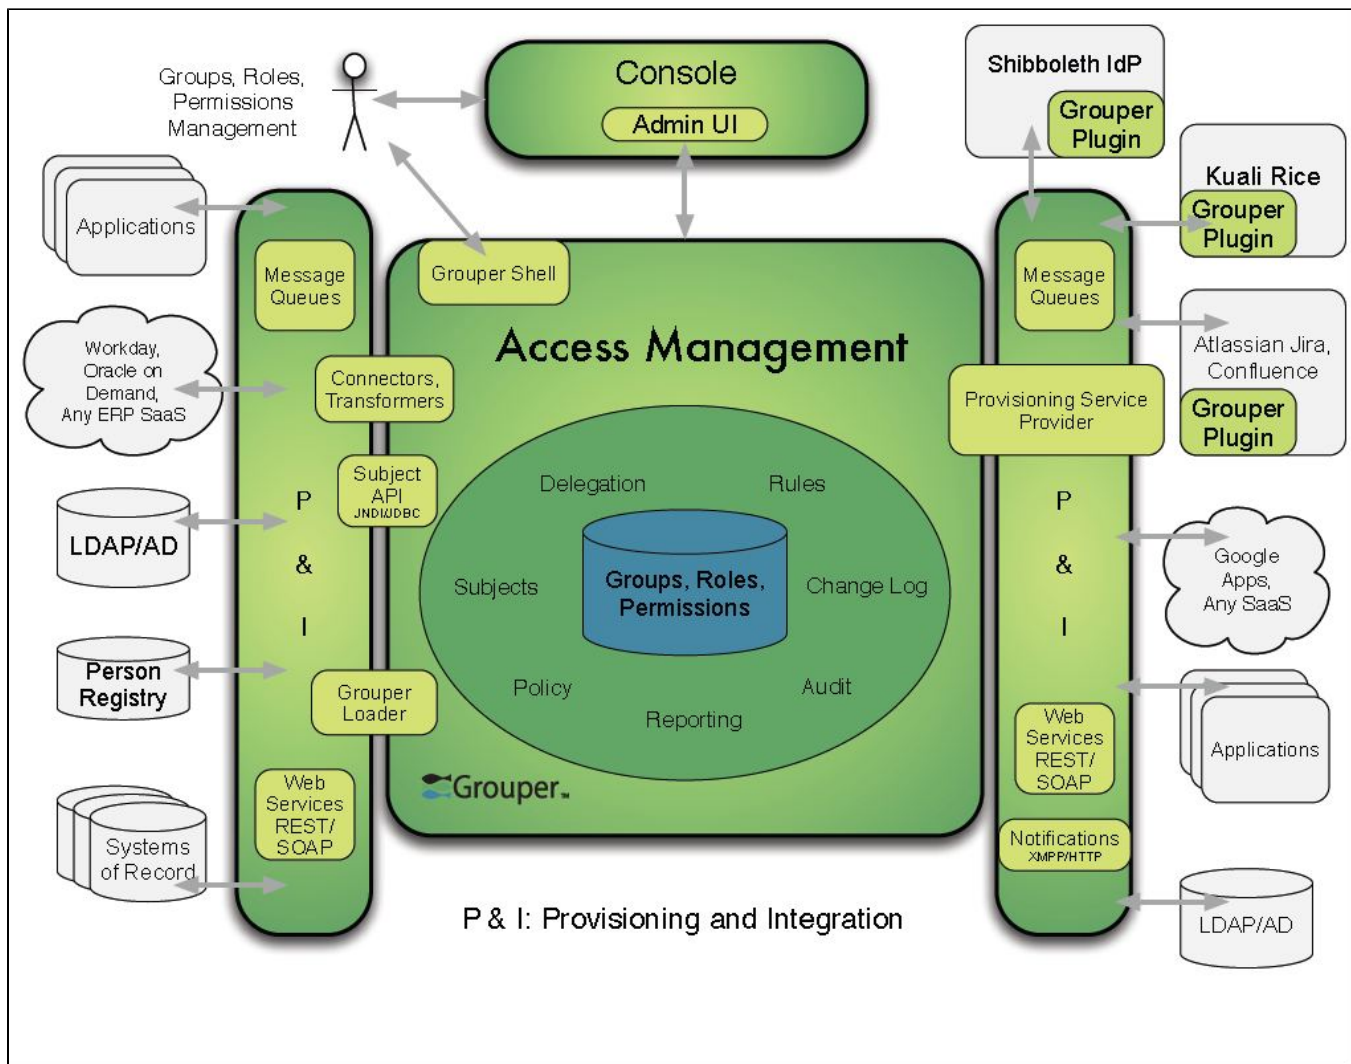 Groups, Roles,
Permissions
Management
Console
Admin UI
Shibboleth IdP
Grouper
Plugin
Kuali Rice
Grouper
Plugin
Applications
Message
Queues
Grouper Shell
Message
Queues
Access Management
Workday,
Oracle on
Demand,
Any ERP SaaS
Connectors,
Transformers
Provisioning Service
Provider
Atlassian Jira,
Confluence
Grouper
Plugin
Subject
API
JNDI/JDBC
LDAP/AD
P
&
I
Delegation
Rules
Subjects
Groups, Roles,
Permissions
Change Log
Policy
Audit
Reporting
P
&
I
Google
Apps,
Any SaaS
Person
Registry
Grouper
Loader
Web
Services
REST/
SOAP
Applications
Grouper™
Web
Services
REST/
SOAP
Systems
of Record
Notifications
XMPP/HTTP
LDAP/AD
P & I: Provisioning and Integration